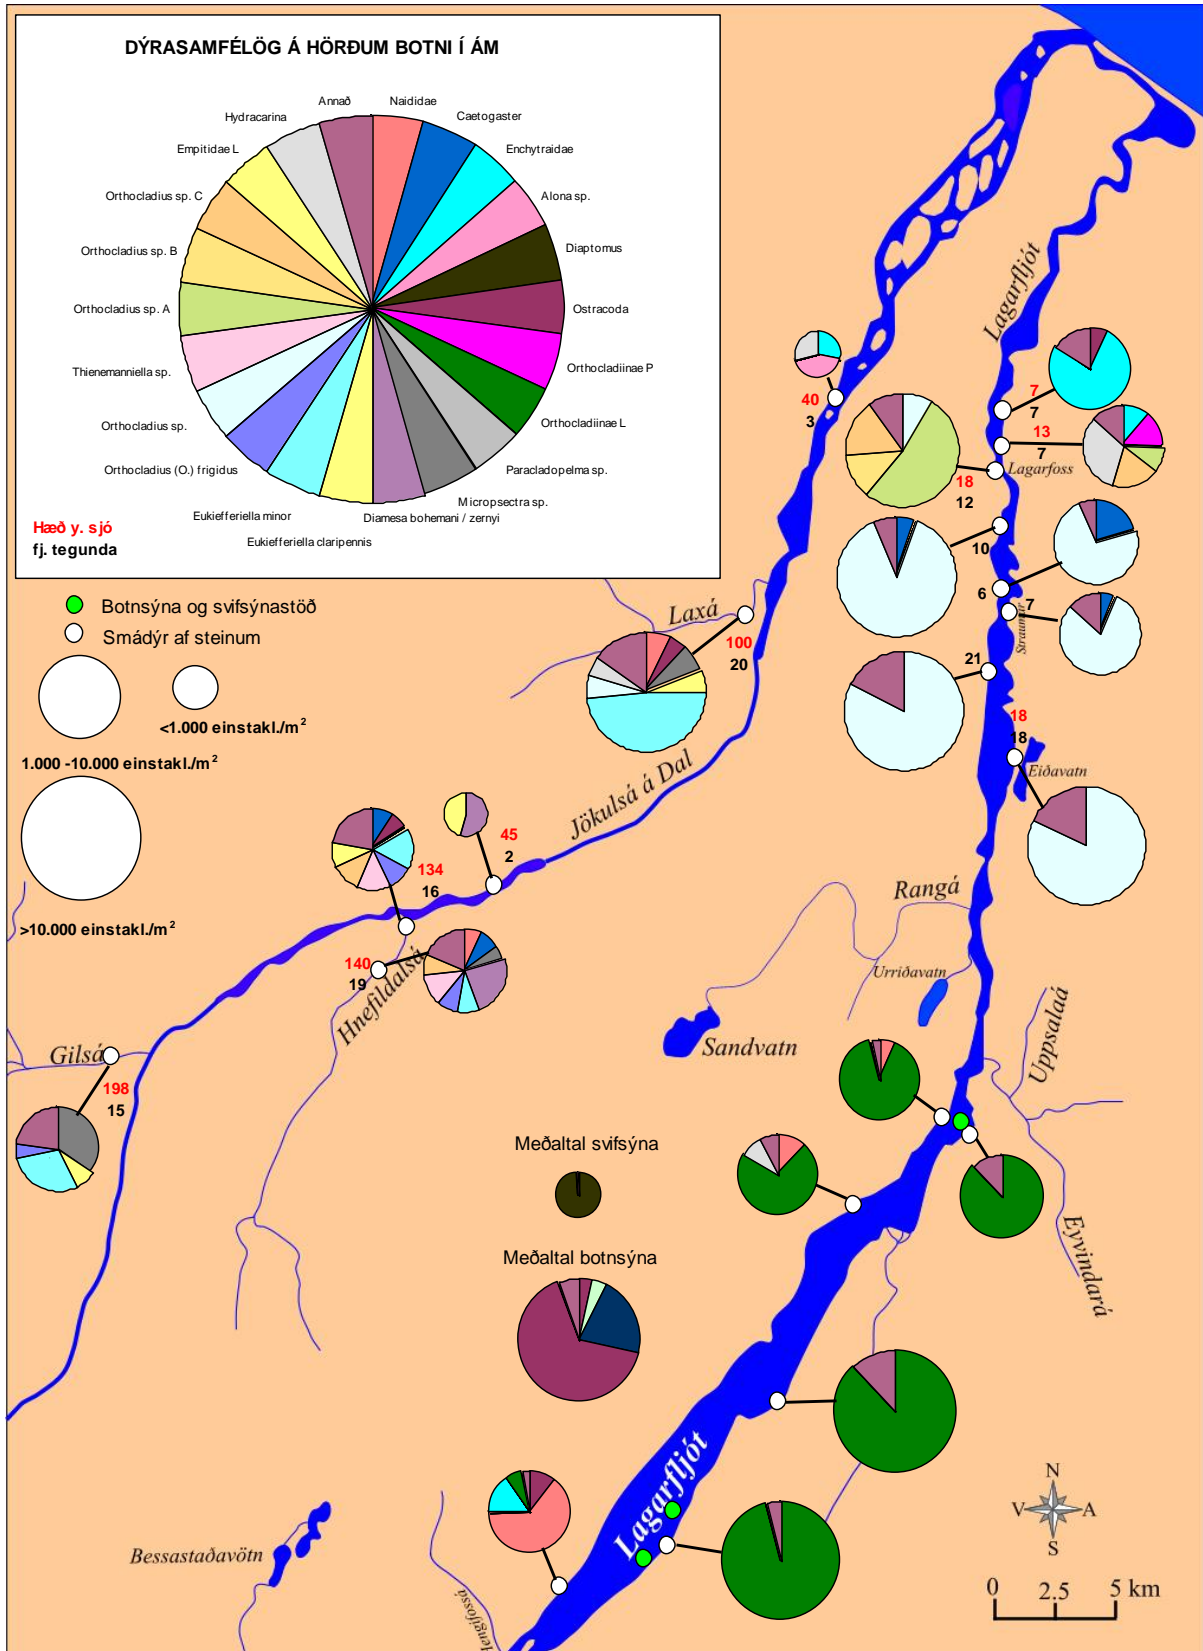 DÝRASAMFÉLÖG Á HÖRÐUM BOTNI Í ÁM
Annað
Naididae
Hydracarina
Caetogaster
Empitidae L
Enchytraidae
Orthocladius sp. C
Alona sp.
Orthocladius sp. B
Diaptomus
Orthocladius sp. A
Ostracoda
Thienemanniella sp.
Orthocladiinae P
Orthocladius sp.
Orthocladiinae L
Orthocladius (O.) frigidus
Paracladopelma sp.
Eukiefferiella minor
Micropsectra sp.
Diamesa bohemani / zernyi
Eukiefferiella claripennis
Hæð y. sjó
fj. tegunda
Botnsýna og svifsýnastöð
Smádýr af steinum
<1.000 einstakl./m²
1.000 -10.000 einstakl./m²
>10.000 einstakl./m²
Lagarfljót
40
3
7
7
13
7
Lagarfoss
18
12
10
6
7
Straumur
21
18
18
Eiðavatn
Laxá
100
20
Jökulsá á Dal
45
2
134
16
140
19
Hnefildalsá
Gilsá
198
15
Rangá
Urriðavatn
Sandvatn
Uppsalaá
Eyvindará
Meðaltal svifsýna
Meðaltal botnsýna
Lagarfljót
Bessastaðavötn
Hengifossá
N
V A
S
0 2.5 5 km